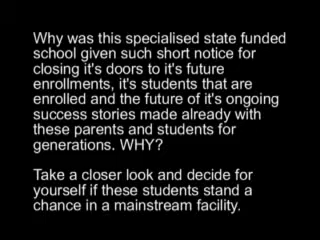 Why was this specialised state funded
school given such short notice for
closing it's doors to it's future
enrollments, it's students that are
enrolled and the future of it's ongoing
success stories made already with
these parents and students for
generations. WHY?
Take a closer look and decide for
yourself if these students stand a
chance in a mainstream facility.